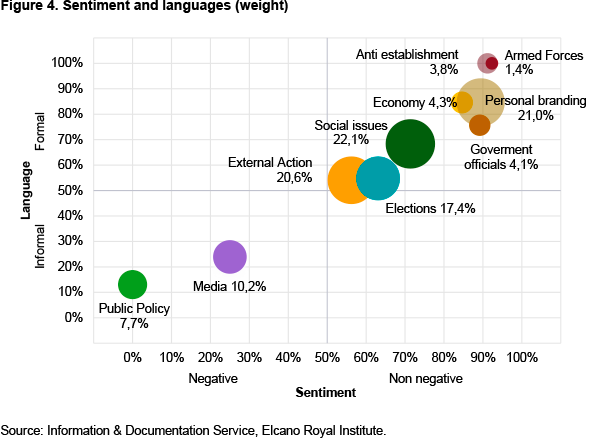 Figure 4. Sentiment and languages (weight)
100%
90%
80%
70%
60%
50%
40%
30%
20%
10%
0%
Language
Formal
Informal
Anti establishment
3,8%
Armed Forces
1,4%
Economy 4,3%
Personal branding
21,0%
Social issues
22,1%
Goverment
officials 4,1%
External Action
20,6%
Elections 17,4%
Media 10,2%
Public Policy
7,7%
0% 10% 20% 30% 40% 50% 60% 70% 80% 90% 100%
Negative Non negative
Sentiment
Source: Information & Documentation Service, Elcano Royal Institute.